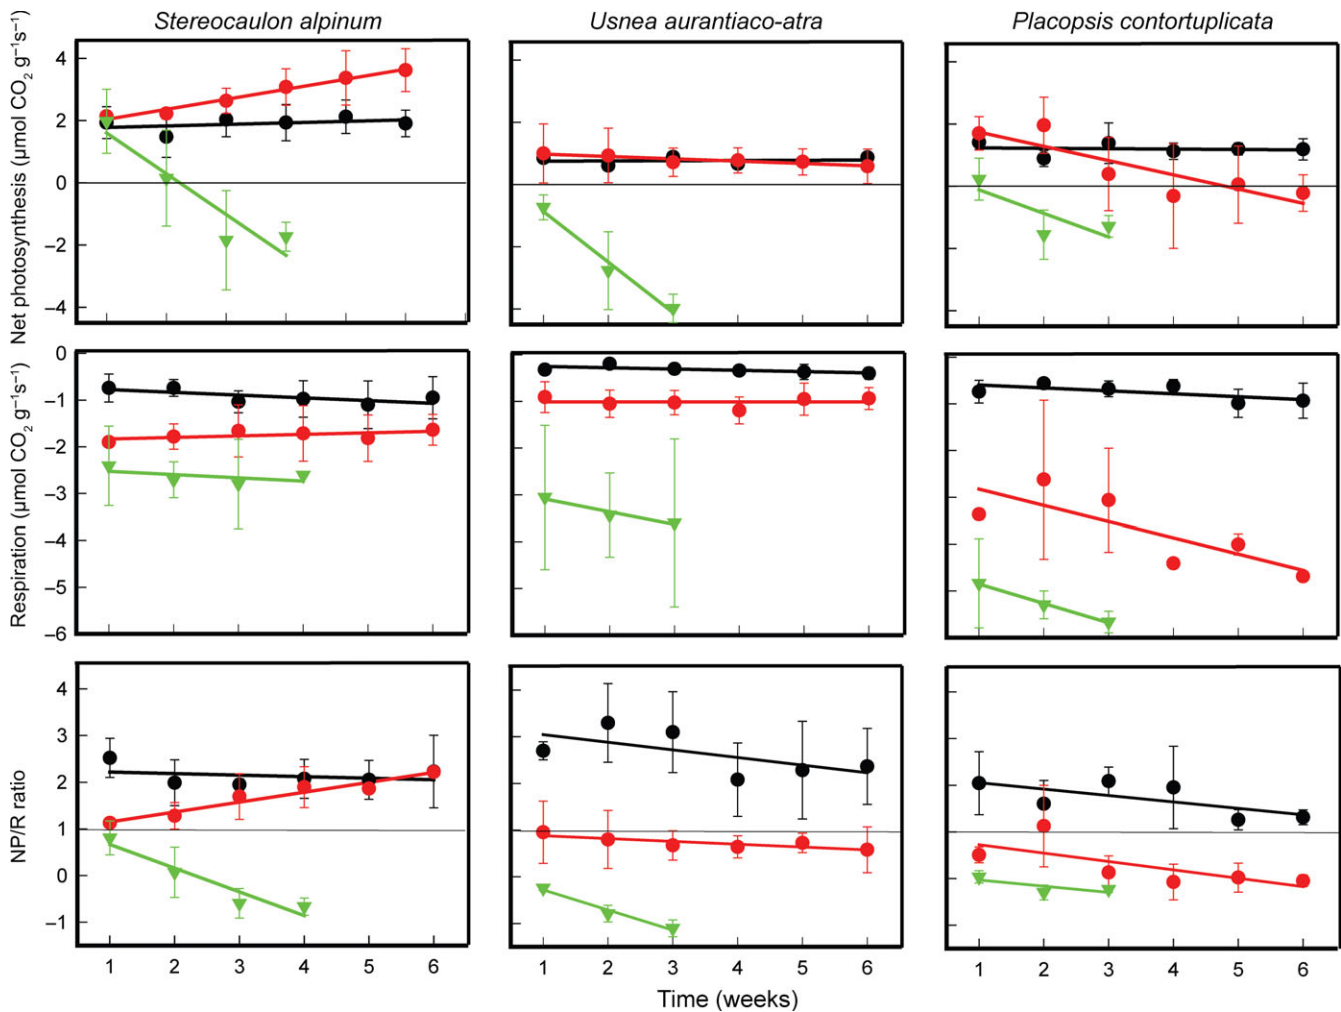 Stereocaulon alpinum
Usnea aurantiaco-atra
Placopsis contortuplicata
Net photosynthesis (µmol CO₂ g⁻¹s⁻¹)
4
2
0
–2
–4
Respiration (µmol CO₂ g⁻¹s⁻¹)
0
–1
–2
–3
–4
–5
–6
NP/R ratio
4
3
2
1
0
–1
1 2 3 4 5 6
1 2 3 4 5 6
1 2 3 4 5 6
Time (weeks)